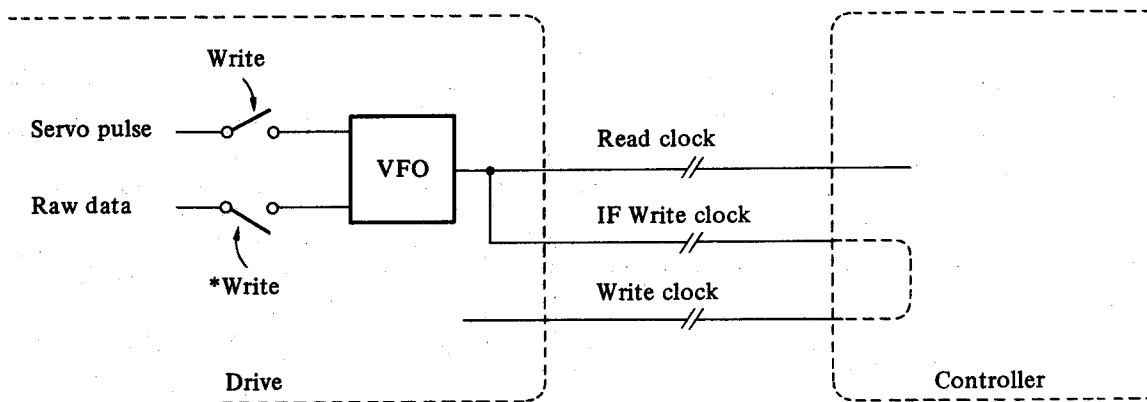 Write
Servo pulse
VFO
Raw data
*Write
Read clock
IF Write clock
Write clock
Drive
Controller